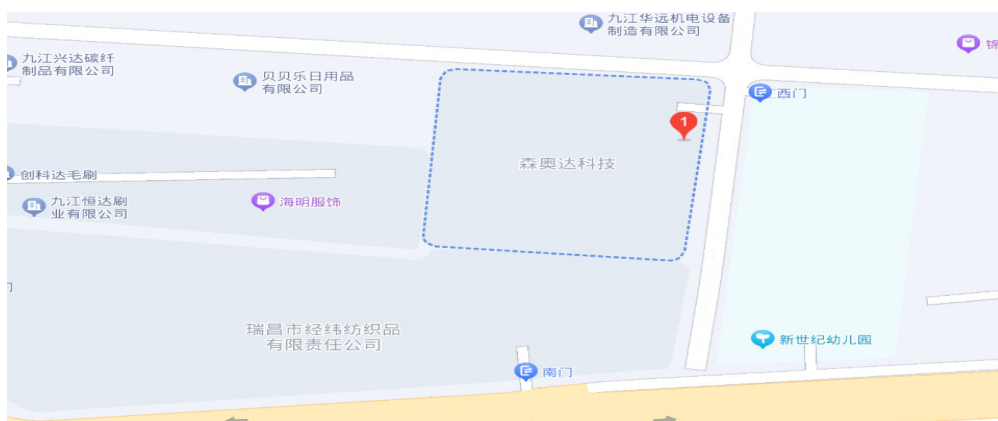 九江华远机电设备
制造有限公司
锦
九江兴达碳纤
制品有限公司
贝贝乐日用品
有限公司
西门
1
森奥达科技
创科达毛刷
九江恒达刷
业有限公司
海明服饰
门
瑞昌市经纬纺织品
有限责任公司
新世纪幼儿园
南门